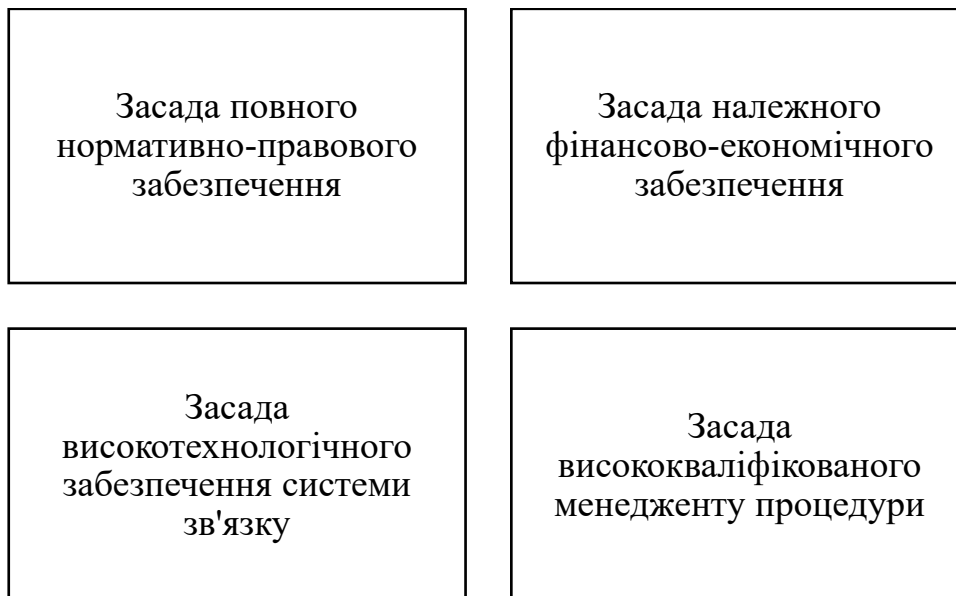 Засада повного
нормативно-правового
забезпечення
Засада належного
фінансово-економічного
забезпечення
Засада
високотехнологічного
забезпечення системи
зв'язку
Засада
висококваліфікованого
менедженту процедури